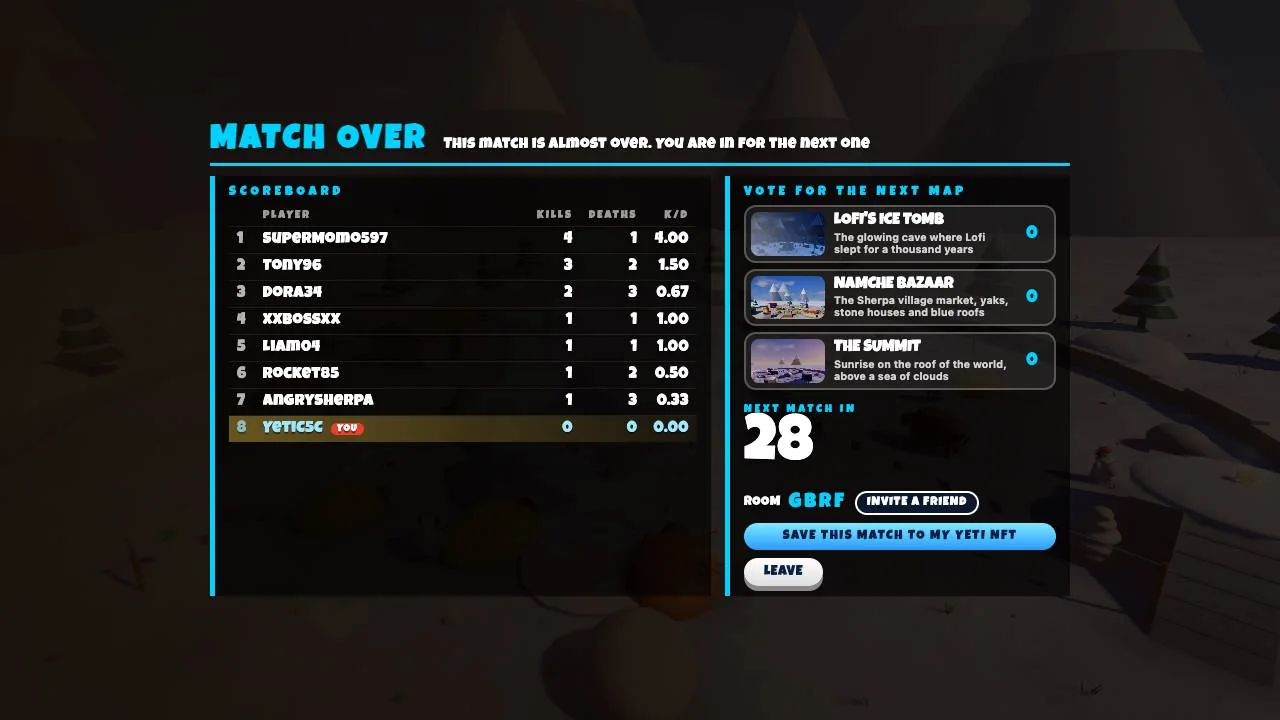 MATCH OVER THIS MATCH IS ALMOST OVER. YOU ARE IN FOR THE NEXT ONE
SCOREBOARD
PLAYER KILLS DEATHS K/D
1 SUPERMOMO597 4 1 4.00
2 TONY96 3 2 1.50
3 DORA34 2 3 0.67
4 XXBOSSXX 1 1 1.00
5 LIAM04 1 1 1.00
6 ROCKET85 1 2 0.50
7 ANGRYSHERPA 1 3 0.33
8 YETIC5C YOU 0 0 0.00
VOTE FOR THE NEXT MAP
LOFI'S ICE TOMB
The glowing cave where Lofi
slept for a thousand years
0
NAMCHE BAZAAR
The Sherpa village market, yaks,
stone houses and blue roofs
0
THE SUMMIT
Sunrise on the roof of the world,
above a sea of clouds
0
NEXT MATCH IN
28
ROOM GBRF INVITE A FRIEND
SAVE THIS MATCH TO MY YETI NFT
LEAVE